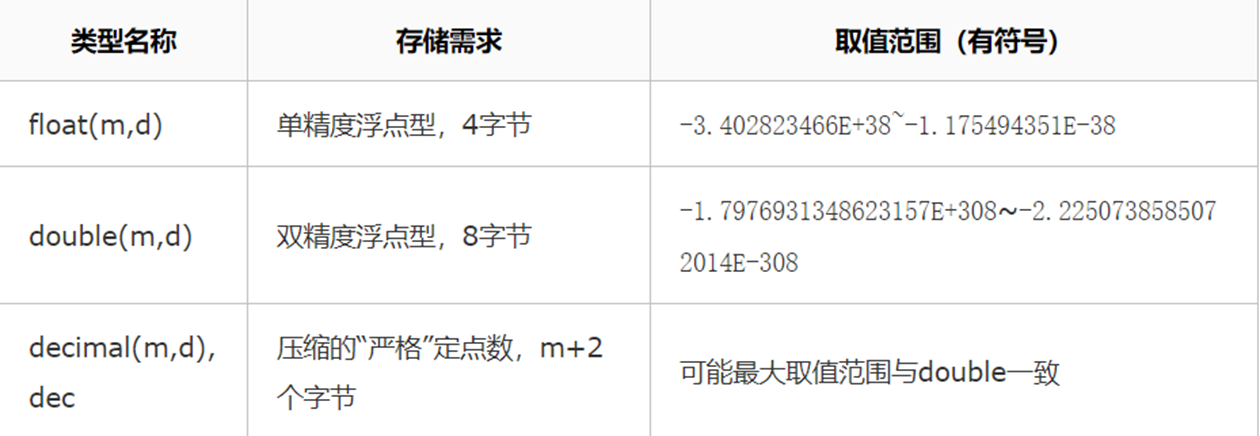 类型名称
存储需求
取值范围（有符号）
float(m,d)
单精度浮点型，4字节
-3.402823466E+38~-1.175494351E-38
double(m,d)
双精度浮点型，8字节
-1.7976931348623157E+308~-2.225073858507
2014E-308
decimal(m,d),
dec
压缩的“严格”定点数，m+2
个字节
可能最大取值范围与double一致